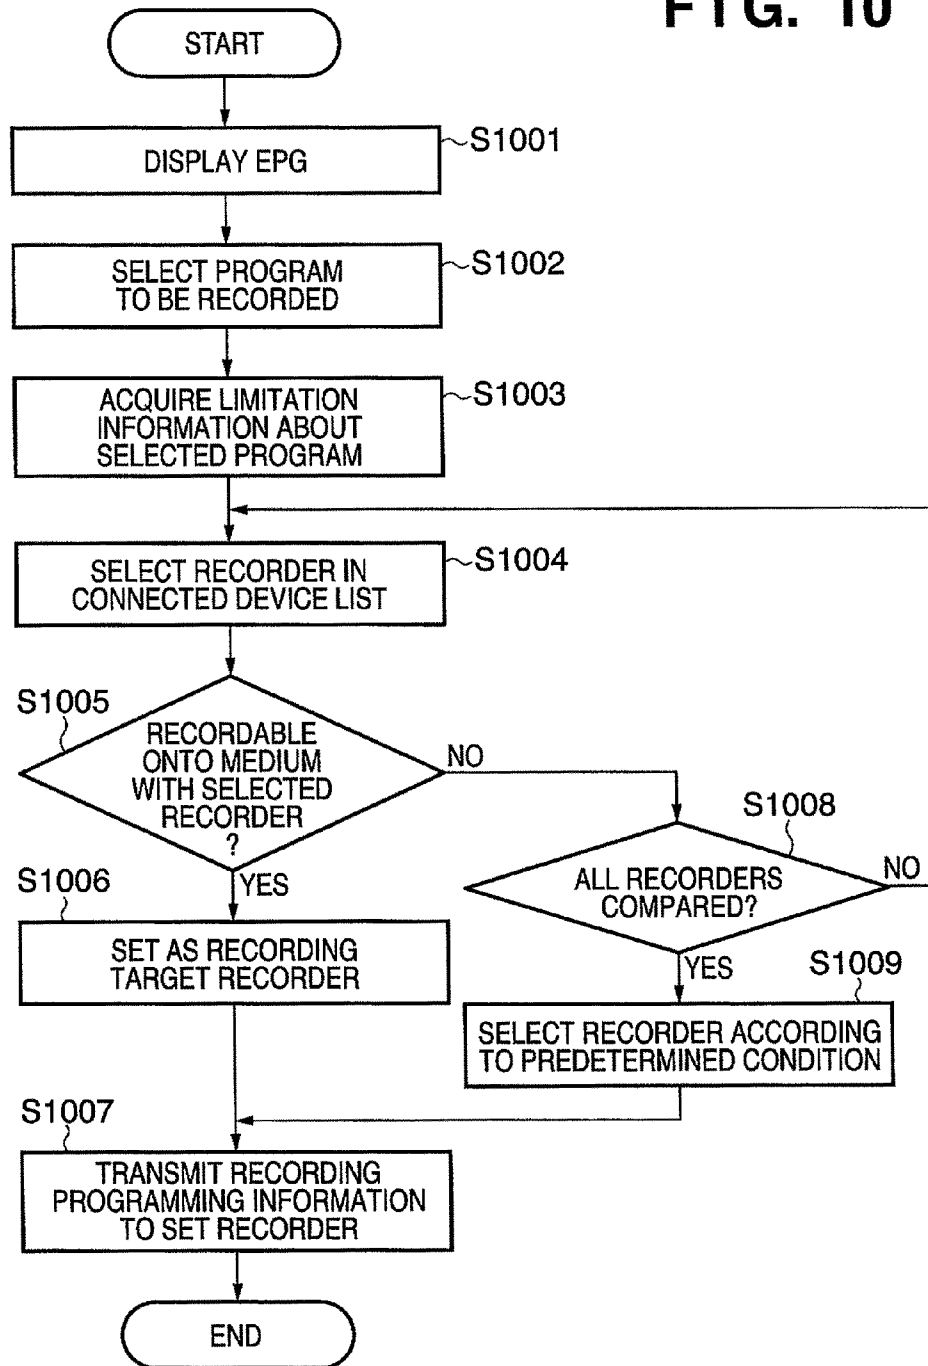 FIG. 10
START
DISPLAY EPG
S1001
SELECT PROGRAM
TO BE RECORDED
S1002
ACQUIRE LIMITATION
INFORMATION ABOUT
SELECTED PROGRAM
S1003
SELECT RECORDER IN
CONNECTED DEVICE LIST
S1004
S1005
RECORDABLE
ONTO MEDIUM
WITH SELECTED
RECORDER
?
NO
YES
S1008
ALL RECORDERS
COMPARED?
NO
YES
S1006
SET AS RECORDING
TARGET RECORDER
S1009
SELECT RECORDER ACCORDING
TO PREDETERMINED CONDITION
S1007
TRANSMIT RECORDING
PROGRAMMING INFORMATION
TO SET RECORDER
END